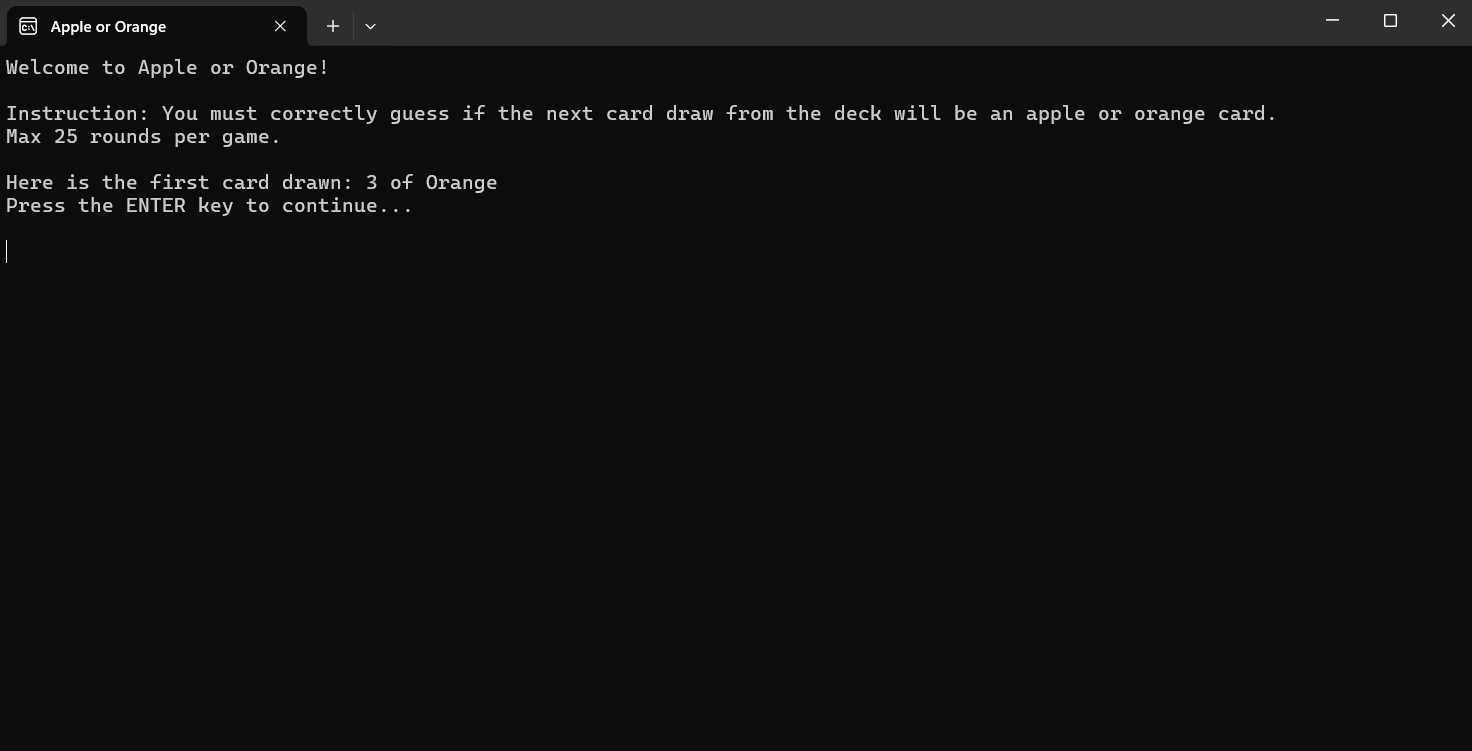 Apple or Orange
Welcome to Apple or Orange!
Instruction: You must correctly guess if the next card draw from the deck will be an apple or orange card.
Max 25 rounds per game.
Here is the first card drawn: 3 of Orange
Press the ENTER key to continue...